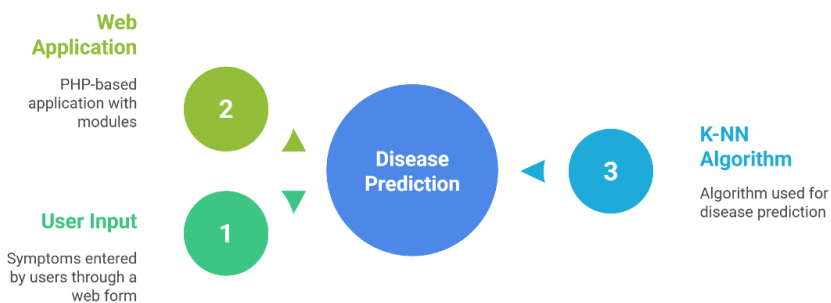 Web
Application
PHP-based
application with
modules
2
User Input
Symptoms entered
by users through a
web form
1
Disease
Prediction
3
K-NN
Algorithm
Algorithm used for
disease prediction